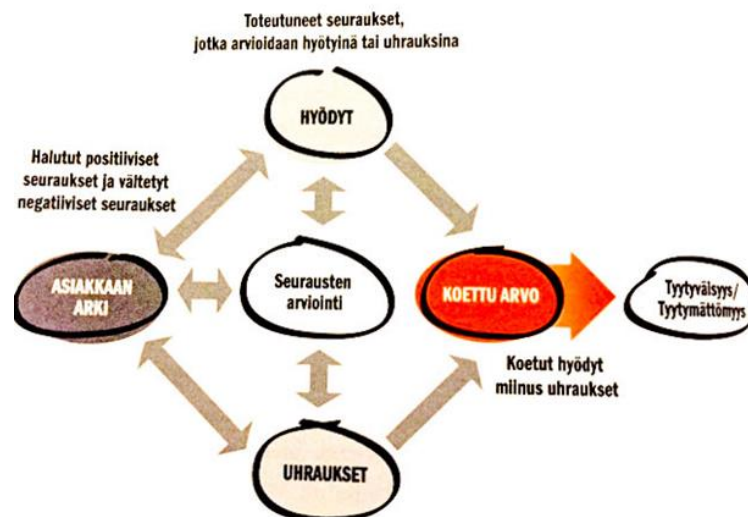 Toteutuneet seuraukset,
jotka arvioidaan hyötyinä tai uhrauksina
HYÖDYT
Halutut positiiviset
seuraukset ja vältetyt
negatiiviset seuraukset
ASIAKKAAN
ARKI
Seurausten
arviointi
KOETTU ARVO
Tyytyväisyys/
Tyytymättömyys
Koetut hyödyt
miinus uhraukset
UHRAUKSET